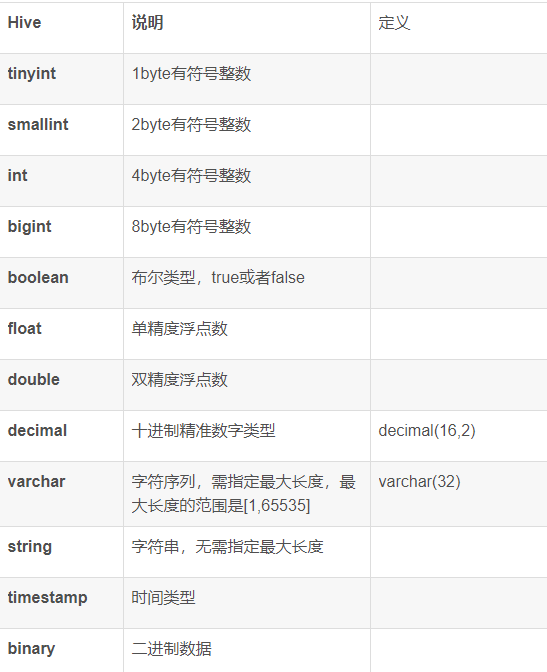 Hive 说明 定义
tinyint 1byte有符号整数
smallint 2byte有符号整数
int 4byte有符号整数
bigint 8byte有符号整数
boolean 布尔类型，true或者false
float 单精度浮点数
double 双精度浮点数
decimal 十进制精准数字类型 decimal(16,2)
varchar 字符序列，需指定最大长度，最 varchar(32)
大长度的范围是[1,65535]
string 字符串，无需指定最大长度
timestamp 时间类型
binary 二进制数据